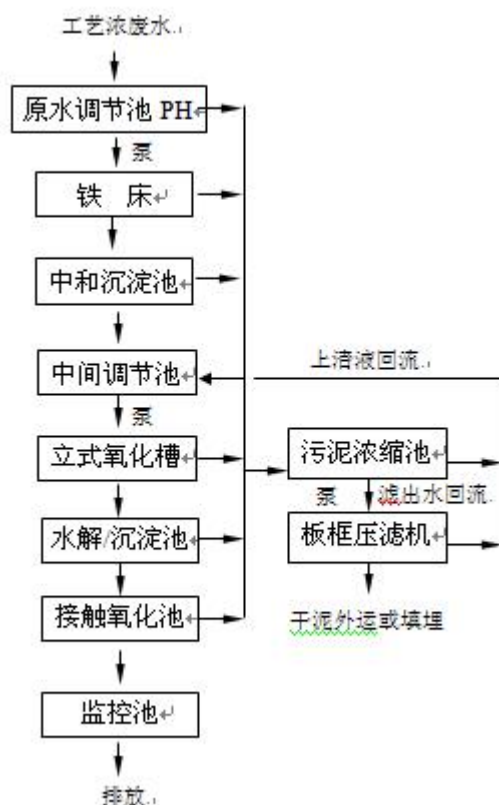 工艺浓废水
原水调节池 PH
泵
铁 床
中和沉淀池
中间调节池
上清液回流
泵
立式氧化槽
污泥浓缩池
泵
滤出水回流
水解/沉淀池
板框压滤机
接触氧化池
干泥外运或填埋
监控池
排放